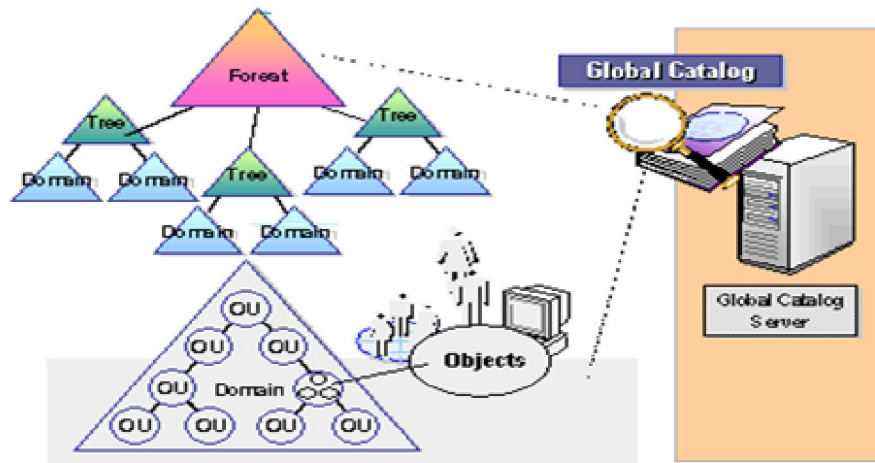 Forest
Global Catalog
Tree
Tree
Domain
Domain
Tree
Domain
Domain
Domain
Domain
Global Catalog
Server
OU
OU
OU
Objects
OU
Domain
OU
OU
OU
OU